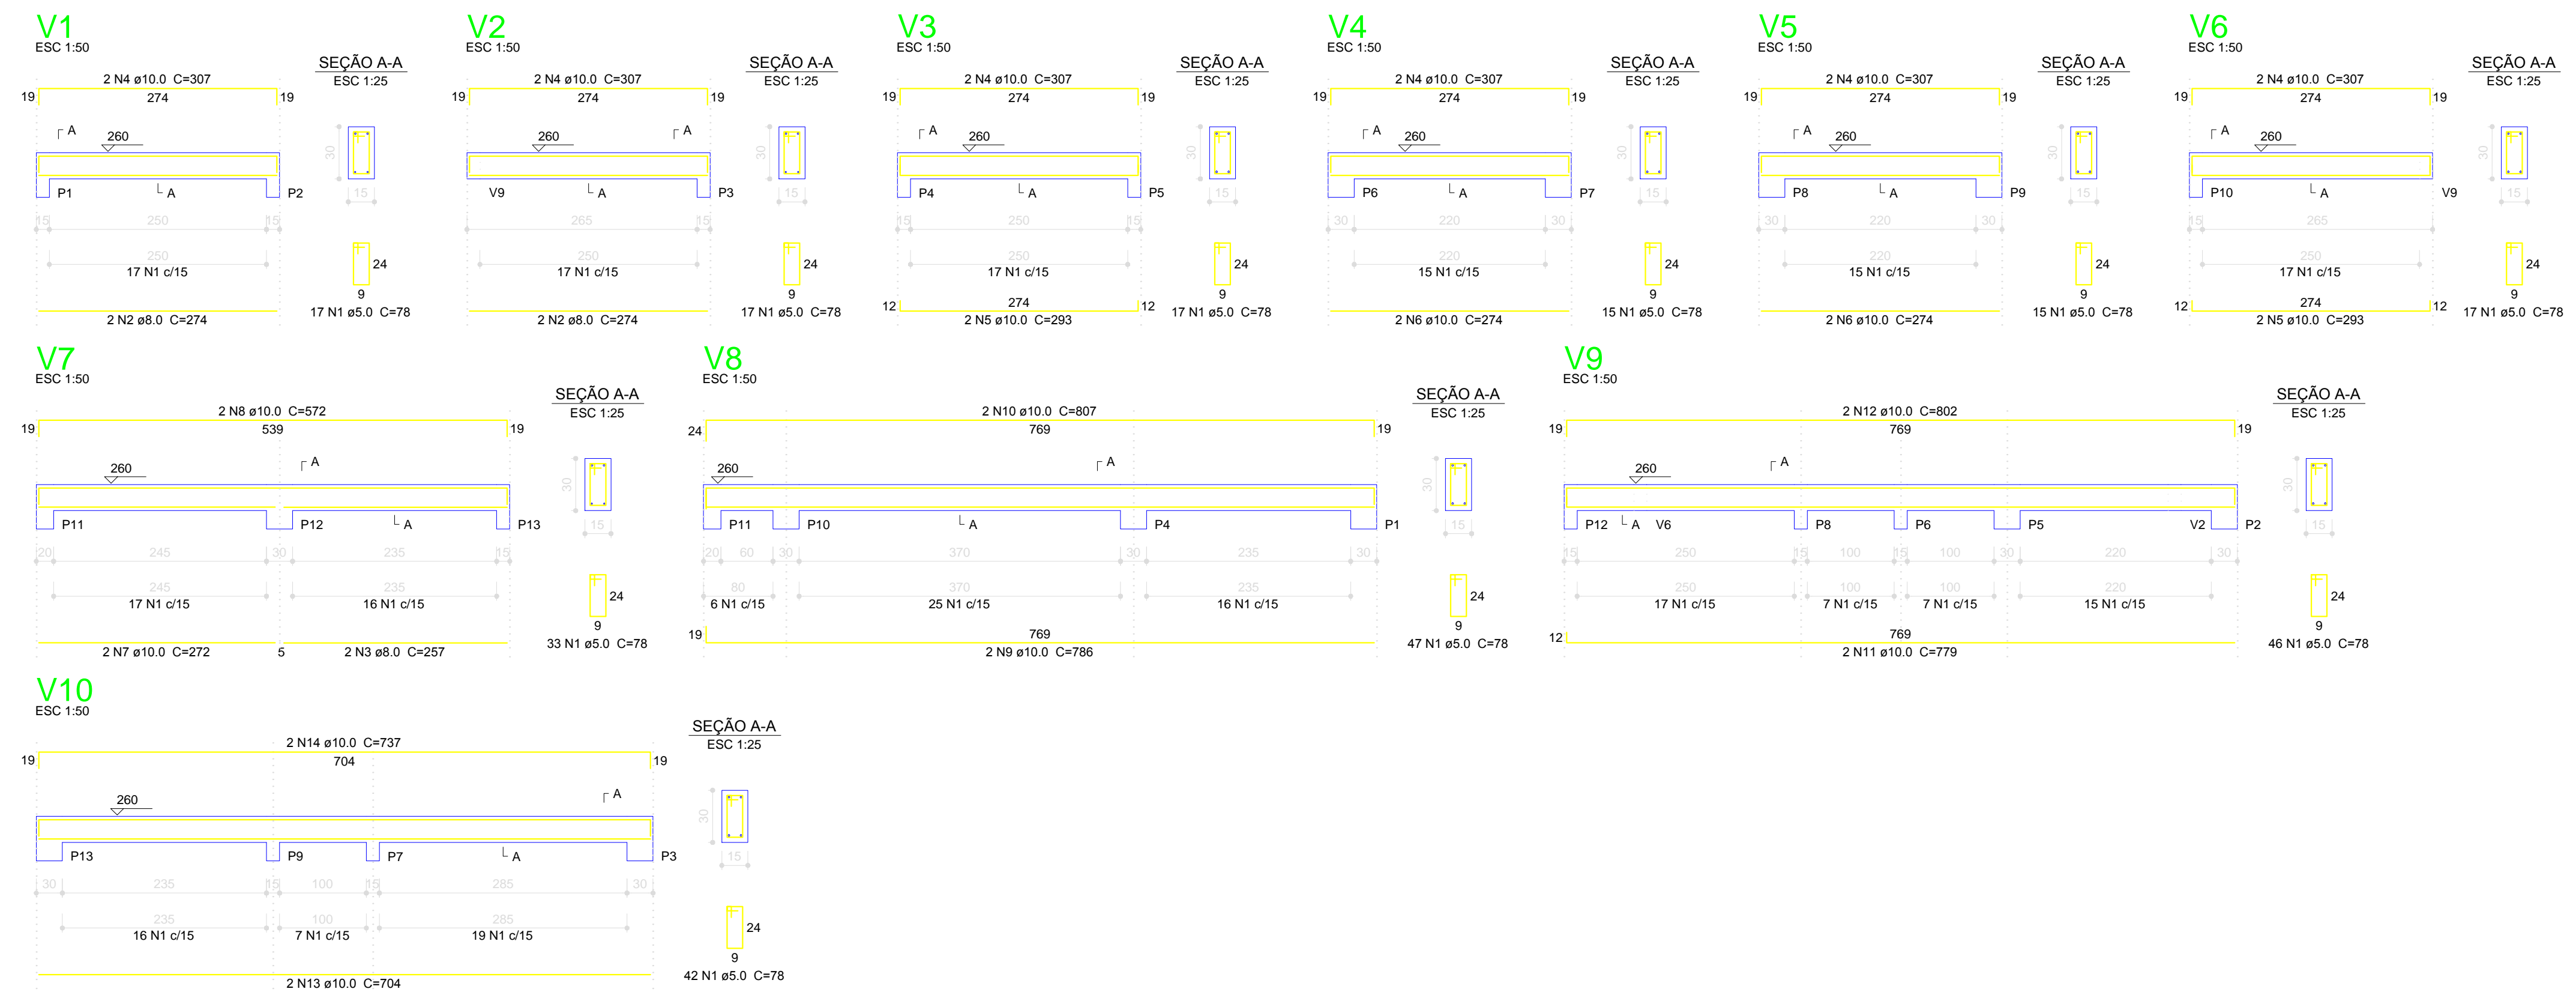 V1
ESC 1:50
SEÇÃO A-A
ESC 1:25
2 N4 ø10.0 C=307
19 274 19
A
260
30
P1 A P2
15
15 250 15
250
17 N1 c/15
24
9
17 N1 ø5.0 C=78
2 N2 ø8.0 C=274
V2
ESC 1:50
SEÇÃO A-A
ESC 1:25
2 N4 ø10.0 C=307
19 274 19
A
260
30
V9 A P3
15
265 15
250
17 N1 c/15
24
9
17 N1 ø5.0 C=78
2 N2 ø8.0 C=274
V3
ESC 1:50
SEÇÃO A-A
ESC 1:25
2 N4 ø10.0 C=307
19 274 19
A
260
30
P4 A P5
15
15 250 15
250
17 N1 c/15
24
9
12 274 12
17 N1 ø5.0 C=78
2 N5 ø10.0 C=293
V4
ESC 1:50
SEÇÃO A-A
ESC 1:25
2 N4 ø10.0 C=307
19 274 19
A
260
30
P6 A P7
15
30 220 30
220
15 N1 c/15
24
9
15 N1 ø5.0 C=78
2 N6 ø10.0 C=274
V5
ESC 1:50
SEÇÃO A-A
ESC 1:25
2 N4 ø10.0 C=307
19 274 19
A
260
30
P8 A P9
15
30 220 30
220
15 N1 c/15
24
9
15 N1 ø5.0 C=78
2 N6 ø10.0 C=274
V6
ESC 1:50
SEÇÃO A-A
ESC 1:25
2 N4 ø10.0 C=307
19 274 19
A
260
30
P10 A V9
15
15 265
250
17 N1 c/15
24
9
12 274 12
17 N1 ø5.0 C=78
2 N5 ø10.0 C=293
V7
ESC 1:50
SEÇÃO A-A
ESC 1:25
2 N8 ø10.0 C=572
19 539 19
A
260
30
P11 P12 A P13
15
20 245 30 235 15
245 235
17 N1 c/15 16 N1 c/15
24
9
33 N1 ø5.0 C=78
2 N7 ø10.0 C=272 5 2 N3 ø8.0 C=257
V8
ESC 1:50
SEÇÃO A-A
ESC 1:25
2 N10 ø10.0 C=807
24 769 19
A
260
30
P11 P10 A P4 P1
15
20 60 30 370 30 235 30
80 370 235
6 N1 c/15 25 N1 c/15 16 N1 c/15
24
9
19 769
47 N1 ø5.0 C=78
2 N9 ø10.0 C=786
V9
ESC 1:50
SEÇÃO A-A
ESC 1:25
2 N12 ø10.0 C=802
19 769 19
A
260
30
P12 A V6 P8 P6 P5 V2 P2
15
15 250 15 100 15 100 30 220 30
250 100 100 220
17 N1 c/15 7 N1 c/15 7 N1 c/15 15 N1 c/15
24
9
12 769
46 N1 ø5.0 C=78
2 N11 ø10.0 C=779
V10
ESC 1:50
SEÇÃO A-A
ESC 1:25
2 N14 ø10.0 C=737
19 704 19
A
260
30
P13 P9 P7 A P3
15
30 235 15 100 15 285 30
235 100 285
16 N1 c/15 7 N1 c/15 19 N1 c/15
24
9
42 N1 ø5.0 C=78
2 N13 ø10.0 C=704